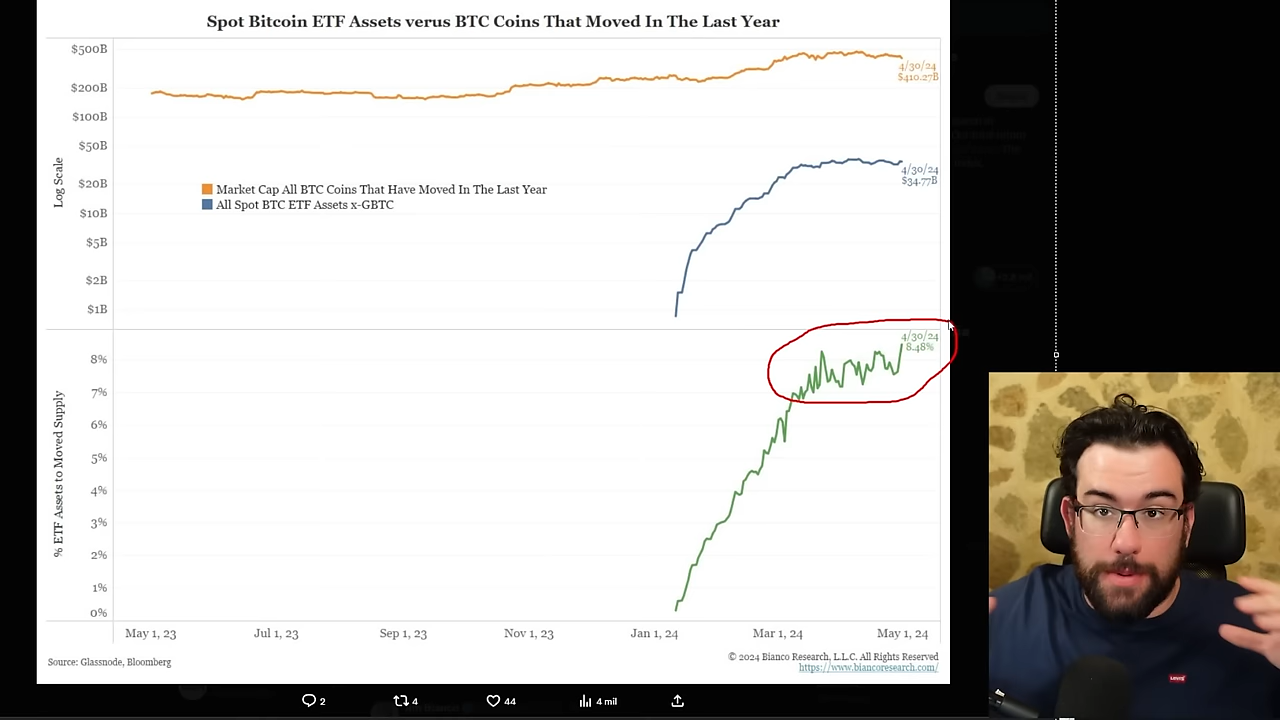 Spot Bitcoin ETF Assets verus BTC Coins That Moved In The Last Year
$500B
$200B
$100B
$50B
$20B
$10B
$5B
$2B
$1B
Log Scale
4/30/24
$410.27B
4/30/24
$34.77B
Market Cap All BTC Coins That Have Moved In The Last Year
All Spot BTC ETF Assets x-GBTC
8%
7%
6%
5%
4%
3%
2%
1%
0%
% ETF Assets to Moved Supply
4/30/24
8.48%
May 1, 23
Jul 1, 23
Sep 1, 23
Nov 1, 23
Jan 1, 24
Mar 1, 24
May 1, 24
Source: Glassnode, Bloomberg
© 2024 Bianco Research, L.L.C. All Rights Reserved
https://www.biancoresearch.com/
2
4
44
4 mil
Levi's